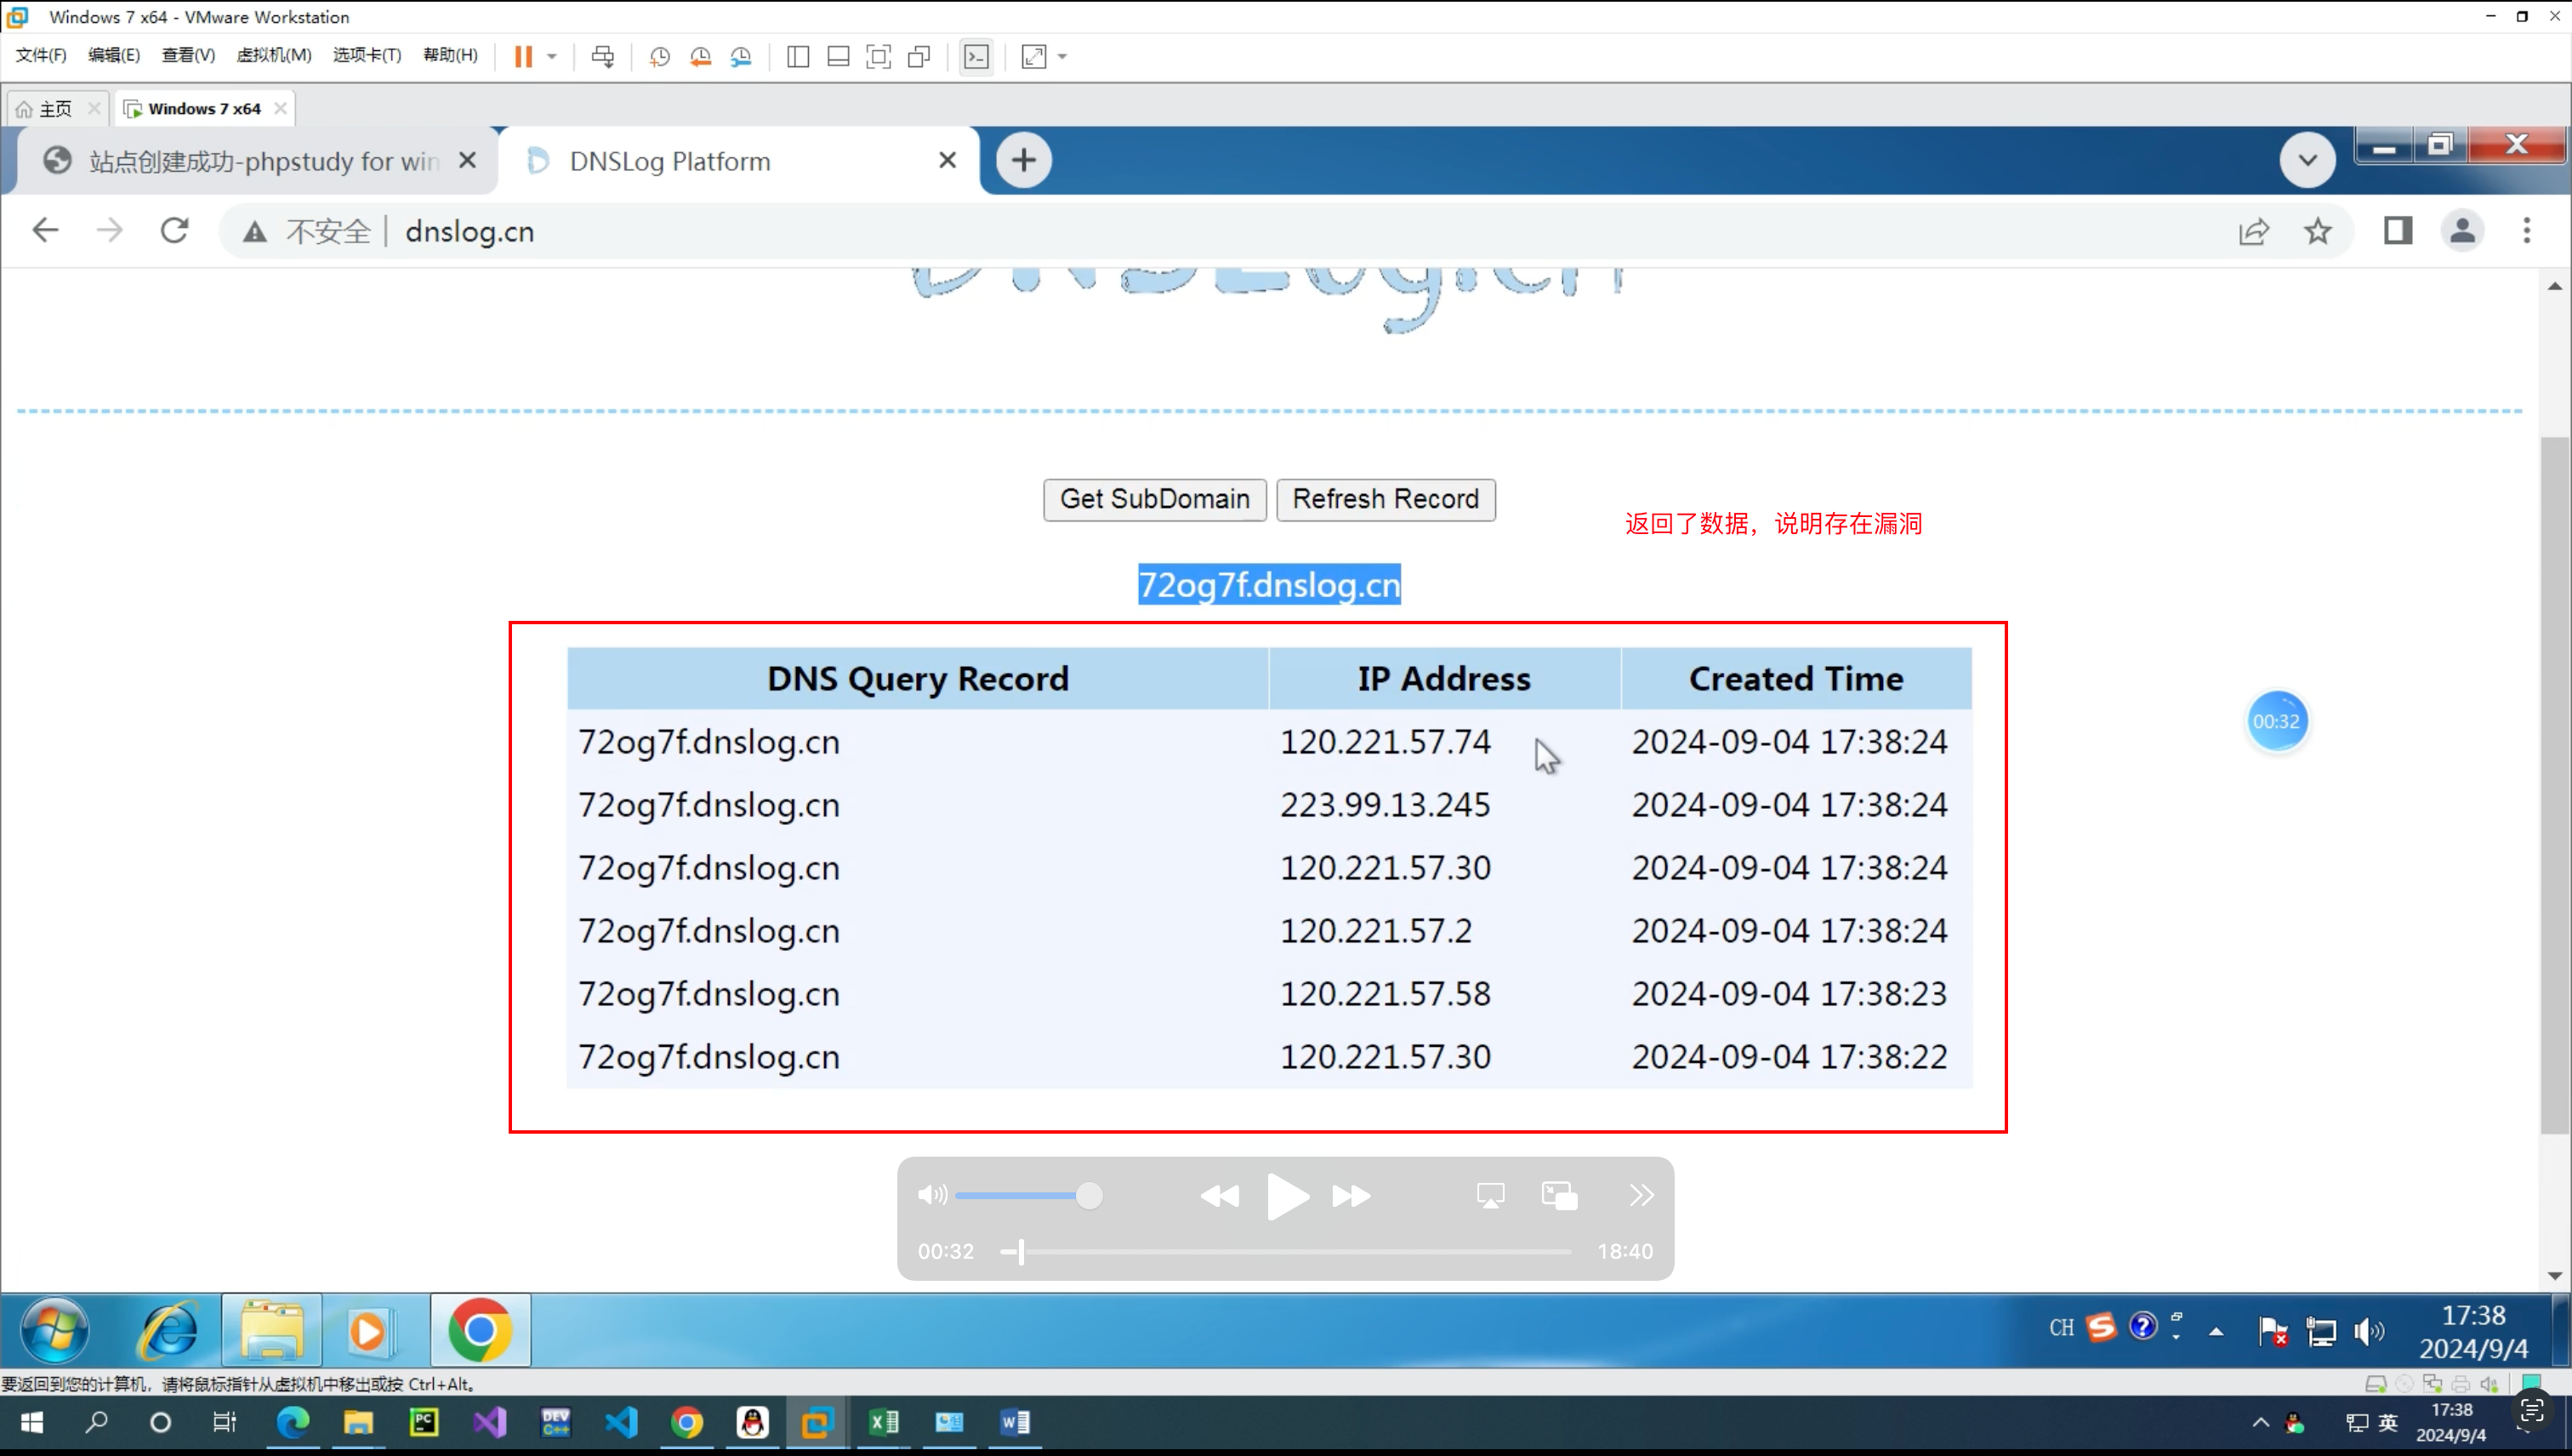 Windows 7 x64 - VMware Workstation
文件(F) 编辑(E) 查看(V) 虚拟机(M) 选项卡(T) 帮助(H)
主页 Windows 7 x64
站点创建成功-phpstudy for win DNSLog Platform
不安全 dnslog.cn
DNSLog.cn
Get SubDomain Refresh Record
返回了数据，说明存在漏洞
72og7f.dnslog.cn
DNS Query Record IP Address Created Time
72og7f.dnslog.cn 120.221.57.74 2024-09-04 17:38:24
00:32
72og7f.dnslog.cn 223.99.13.245 2024-09-04 17:38:24
72og7f.dnslog.cn 120.221.57.30 2024-09-04 17:38:24
72og7f.dnslog.cn 120.221.57.2 2024-09-04 17:38:24
72og7f.dnslog.cn 120.221.57.58 2024-09-04 17:38:23
72og7f.dnslog.cn 120.221.57.30 2024-09-04 17:38:22
00:32 18:40
CH 17:38
2024/9/4
要返回到您的计算机，请将鼠标指针从虚拟机中移出或按 Ctrl+Alt。
PC DEV C++ X W 英 17:38
2024/9/4